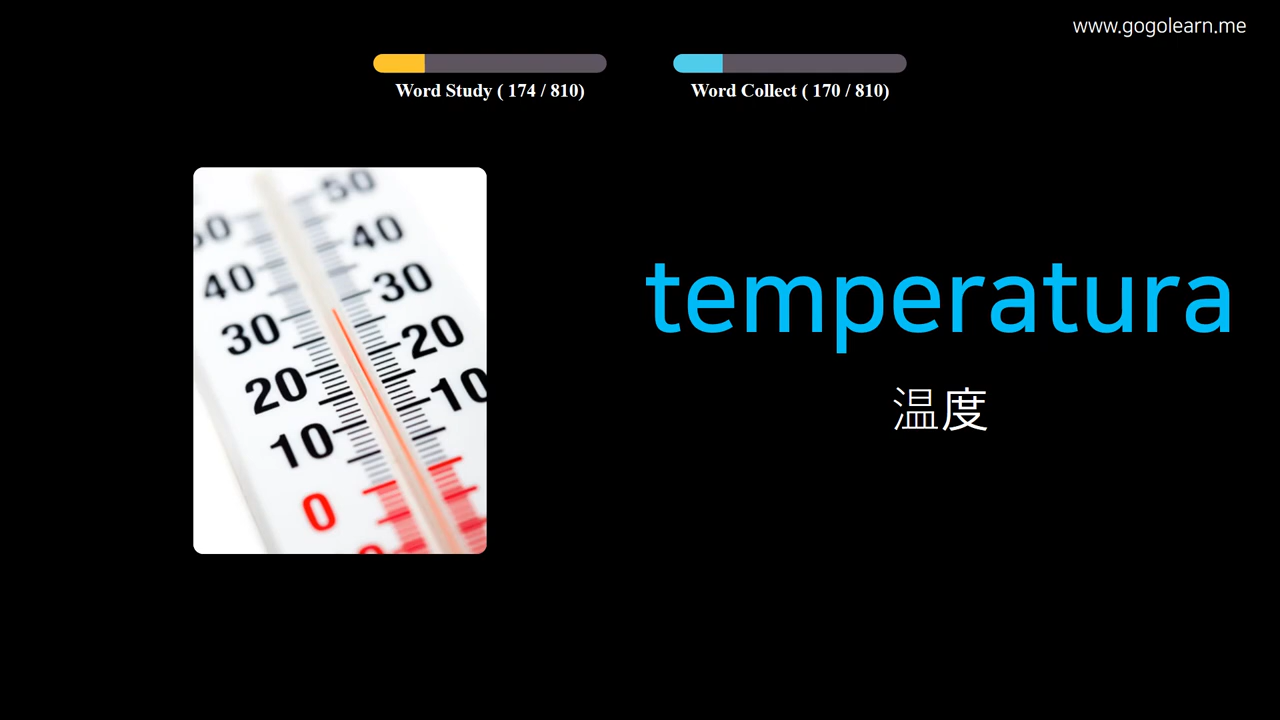 www.gogolearn.me
Word Study ( 174 / 810)
Word Collect ( 170 / 810)
50
40
40
30
30
20
20
10
10
0
temperatura
温度